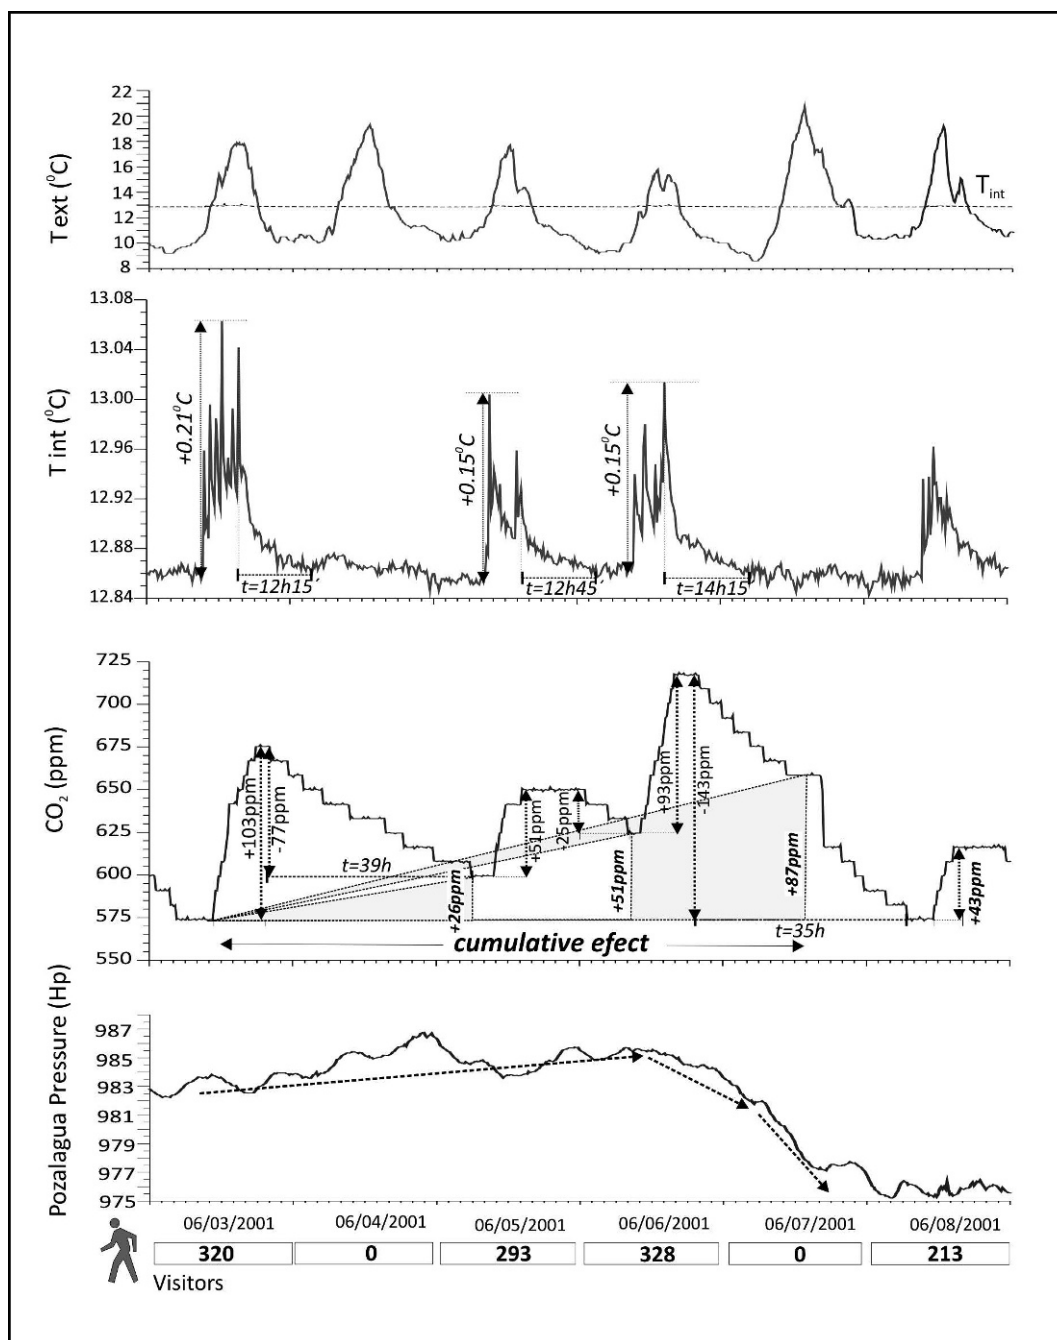 22
20
18
16
12
10
8
Text (⁰C)
T_int
13.08
13.04
13.00
12.96
12.92
12.88
12.84
T int (⁰C)
+0.21⁰C
+0.15⁰C
+0.15⁰C
t=12h15'
t=12h45'
t=14h15'
725
700
675
650
625
600
575
550
CO₂ (ppm)
+103ppm
-77ppm
t=39h
+26ppm
+51ppm
+25ppm
+51ppm
+93ppm
-143ppm
+87ppm
t=35h
+43ppm
cumulative efect
987
985
983
981
979
977
975
Pozalagua Pressure (Hp)
06/03/2001 06/04/2001 06/05/2001 06/06/2001 06/07/2001 06/08/2001
320 0 293 328 0 213
Visitors